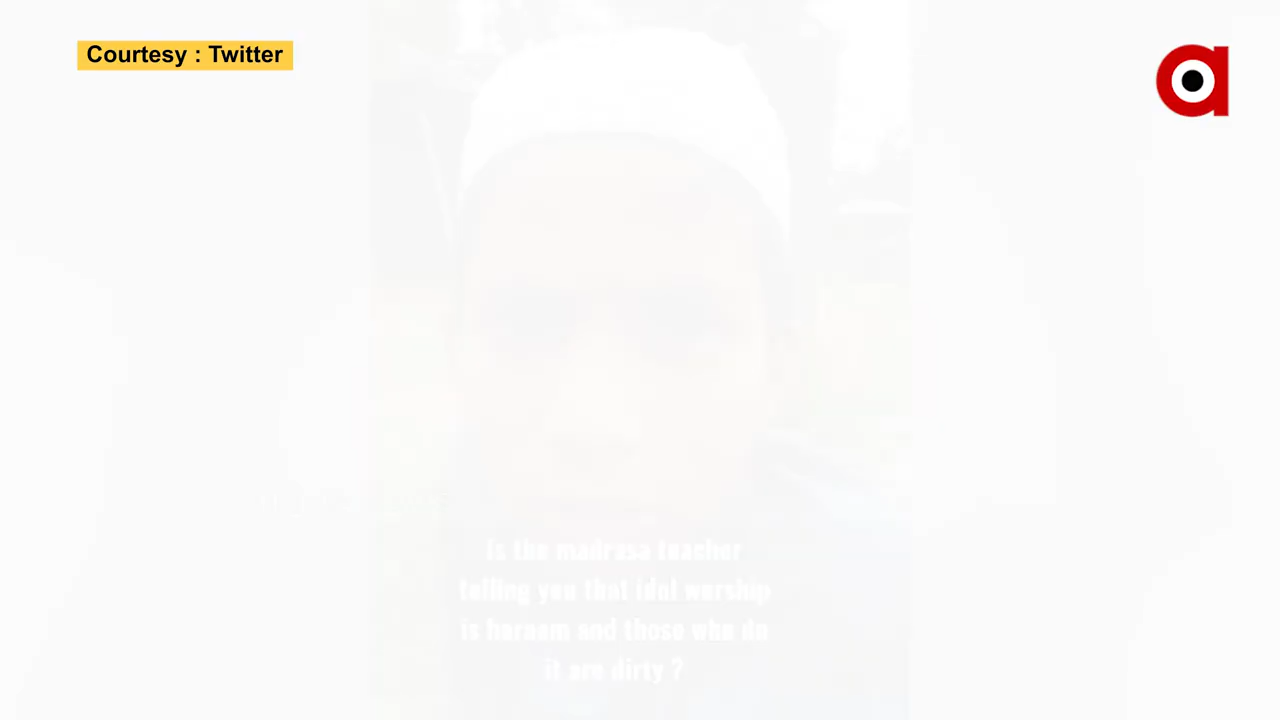 Courtesy : Twitter
Is the madrasa teacher
telling you that idol worship
is haraam and those who do
it are dirty ?